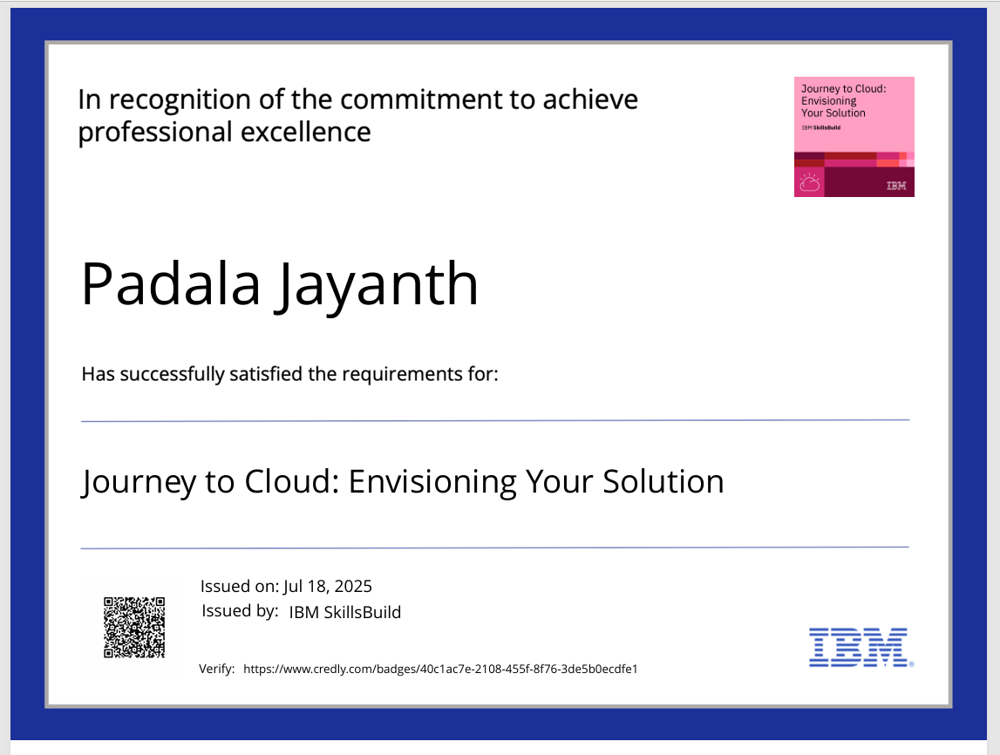 In recognition of the commitment to achieve
professional excellence
Journey to Cloud:
Envisioning
Your Solution
IBM SkillsBuild
IBM
Padala Jayanth
Has successfully satisfied the requirements for:
Journey to Cloud: Envisioning Your Solution
Issued on: Jul 18, 2025
Issued by: IBM SkillsBuild
Verify: https://www.credly.com/badges/40c1ac7e-2108-455f-8f76-3de5b0ecdfe1
IBM®